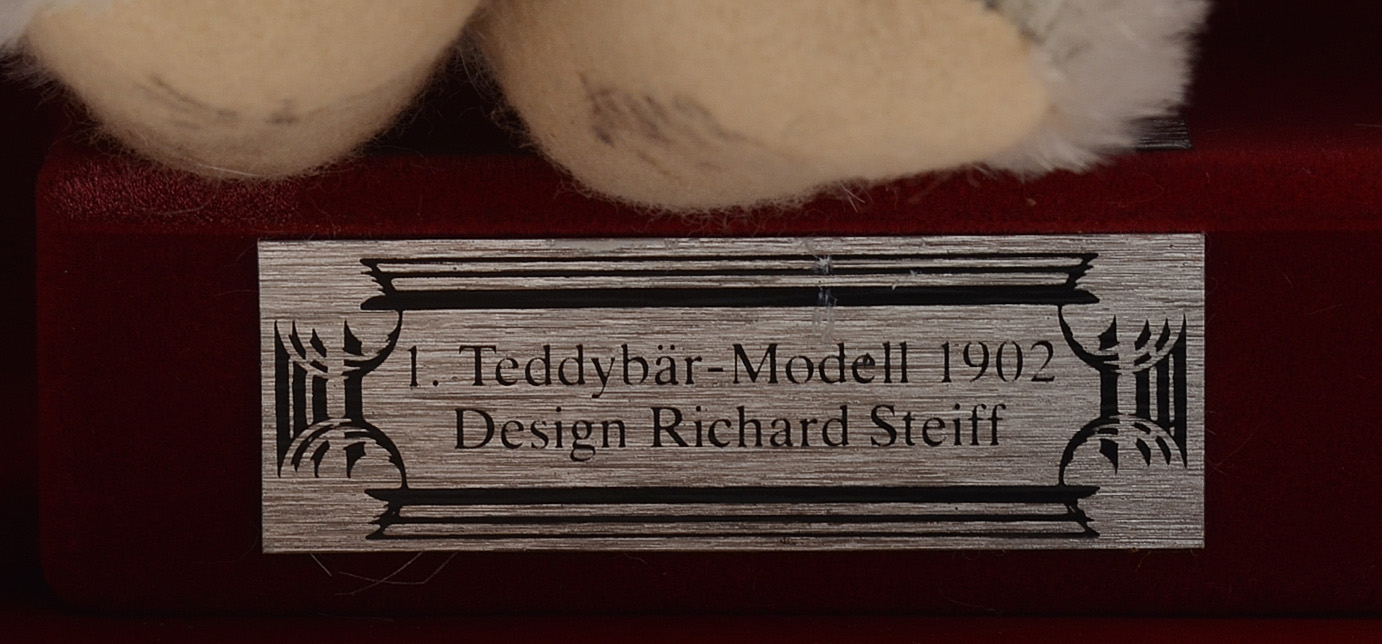 1. Teddybär-Modell 1902
Design Richard Steiff